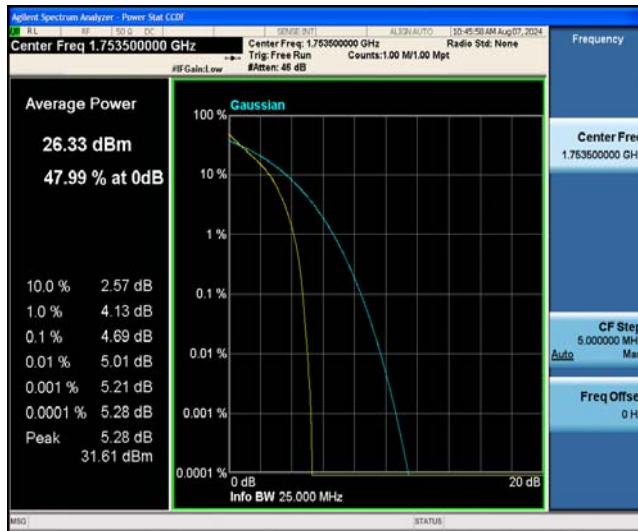 Agilent Spectrum Analyzer - Power Stat CCDF
RL RF 50 Ω DC SENSE:INT ALIGN AUTO 10:45:58 AM Aug 07, 2024
Center Freq 1.753500000 GHz
Center Freq: 1.753500000 GHz Radio Std: None
Trig: Free Run Counts:1.00 M/1.00 Mpt
#IFGain:Low #Atten: 46 dB
Frequency
Average Power
26.33 dBm
47.99 % at 0dB
10.0 % 2.57 dB
1.0 % 4.13 dB
0.1 % 4.69 dB
0.01 % 5.01 dB
0.001 % 5.21 dB
0.0001 % 5.28 dB
Peak 5.28 dB
31.61 dBm
Gaussian
100 %
10 %
1 %
0.1 %
0.01 %
0.001 %
0.0001 %
0 dB 20 dB
Info BW 25.000 MHz
Center Fre
1.753500000 GH
CF Step
5.000000 MH
Auto Ma
Freq Offse
0 H
MSG STATUS